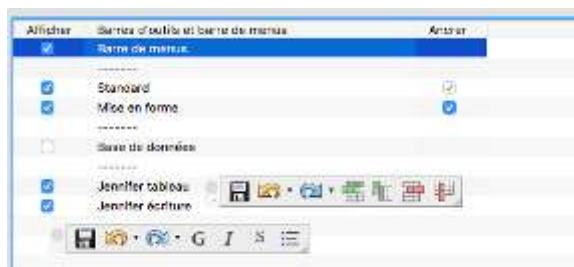 Afficher Barres d'outils et barre de menus Ancrer
Barre de menus
-------
Standard
Mise en forme
-------
Base de données
-------
Jennifer tableau
Jennifer écriture
G I S